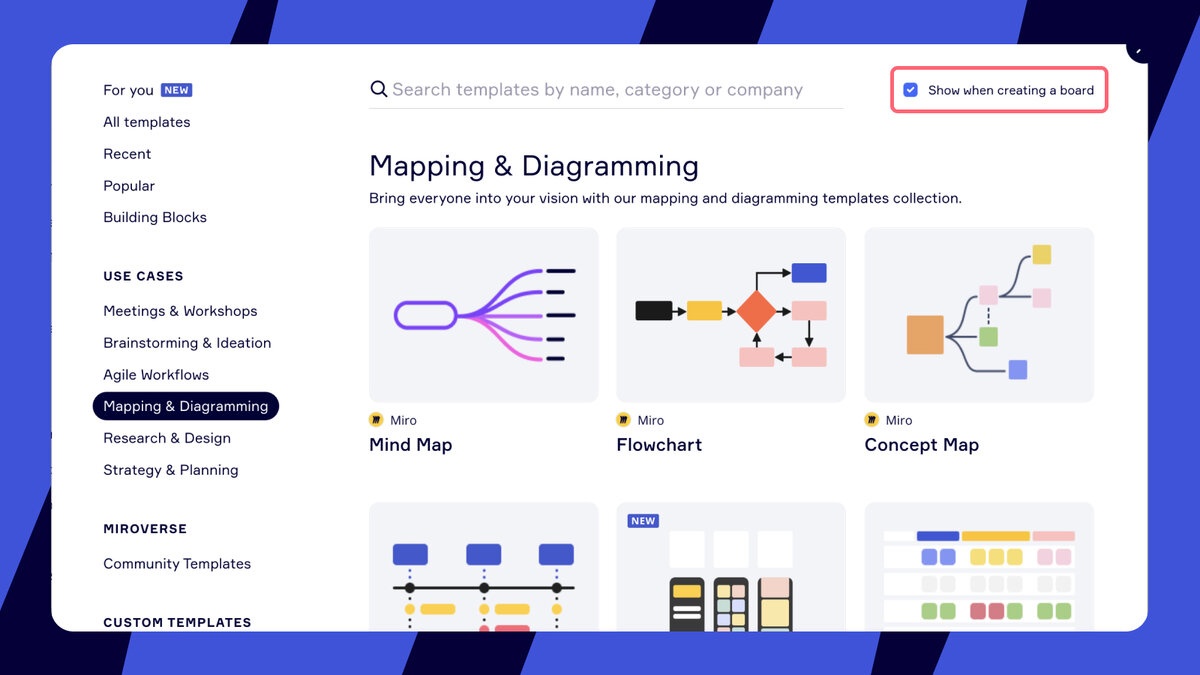 For you NEW
All templates
Recent
Popular
Building Blocks
USE CASES
Meetings & Workshops
Brainstorming & Ideation
Agile Workflows
Mapping & Diagramming
Research & Design
Strategy & Planning
MIROVERSE
Community Templates
CUSTOM TEMPLATES
Search templates by name, category or company
Show when creating a board
Mapping & Diagramming
Bring everyone into your vision with our mapping and diagramming templates collection.
Miro
Mind Map
Miro
Flowchart
Miro
Concept Map
NEW